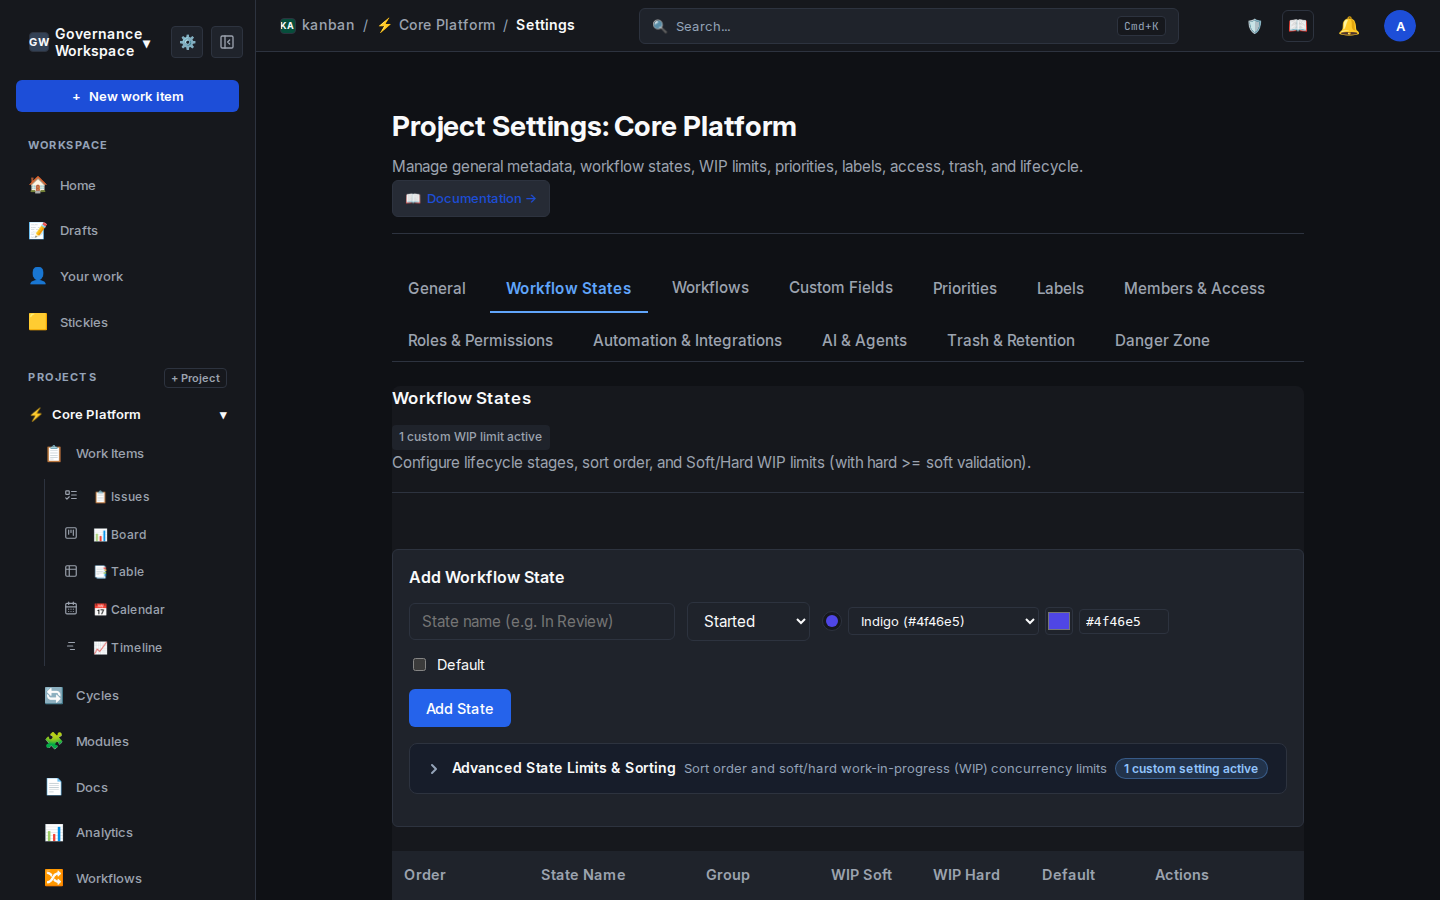 GW Governance Workspace ▾
+ New work item
WORKSPACE
Home
Drafts
Your work
Stickies
PROJECTS
+ Project
Core Platform ▾
Work Items
Issues
Board
Table
Calendar
Timeline
Cycles
Modules
Docs
Analytics
Workflows
KA kanban / ⚡ Core Platform / Settings
Search...
Cmd+K
A
Project Settings: Core Platform
Manage general metadata, workflow states, WIP limits, priorities, labels, access, trash, and lifecycle.
Documentation →
General
Workflow States
Workflows
Custom Fields
Priorities
Labels
Members & Access
Roles & Permissions
Automation & Integrations
AI & Agents
Trash & Retention
Danger Zone
Workflow States
1 custom WIP limit active
Configure lifecycle stages, sort order, and Soft/Hard WIP limits (with hard >= soft validation).
Add Workflow State
State name (e.g. In Review)
Started
Indigo (#4f46e5)
#4f46e5
Default
Add State
Advanced State Limits & Sorting Sort order and soft/hard work-in-progress (WIP) concurrency limits 1 custom setting active
Order State Name Group WIP Soft WIP Hard Default Actions